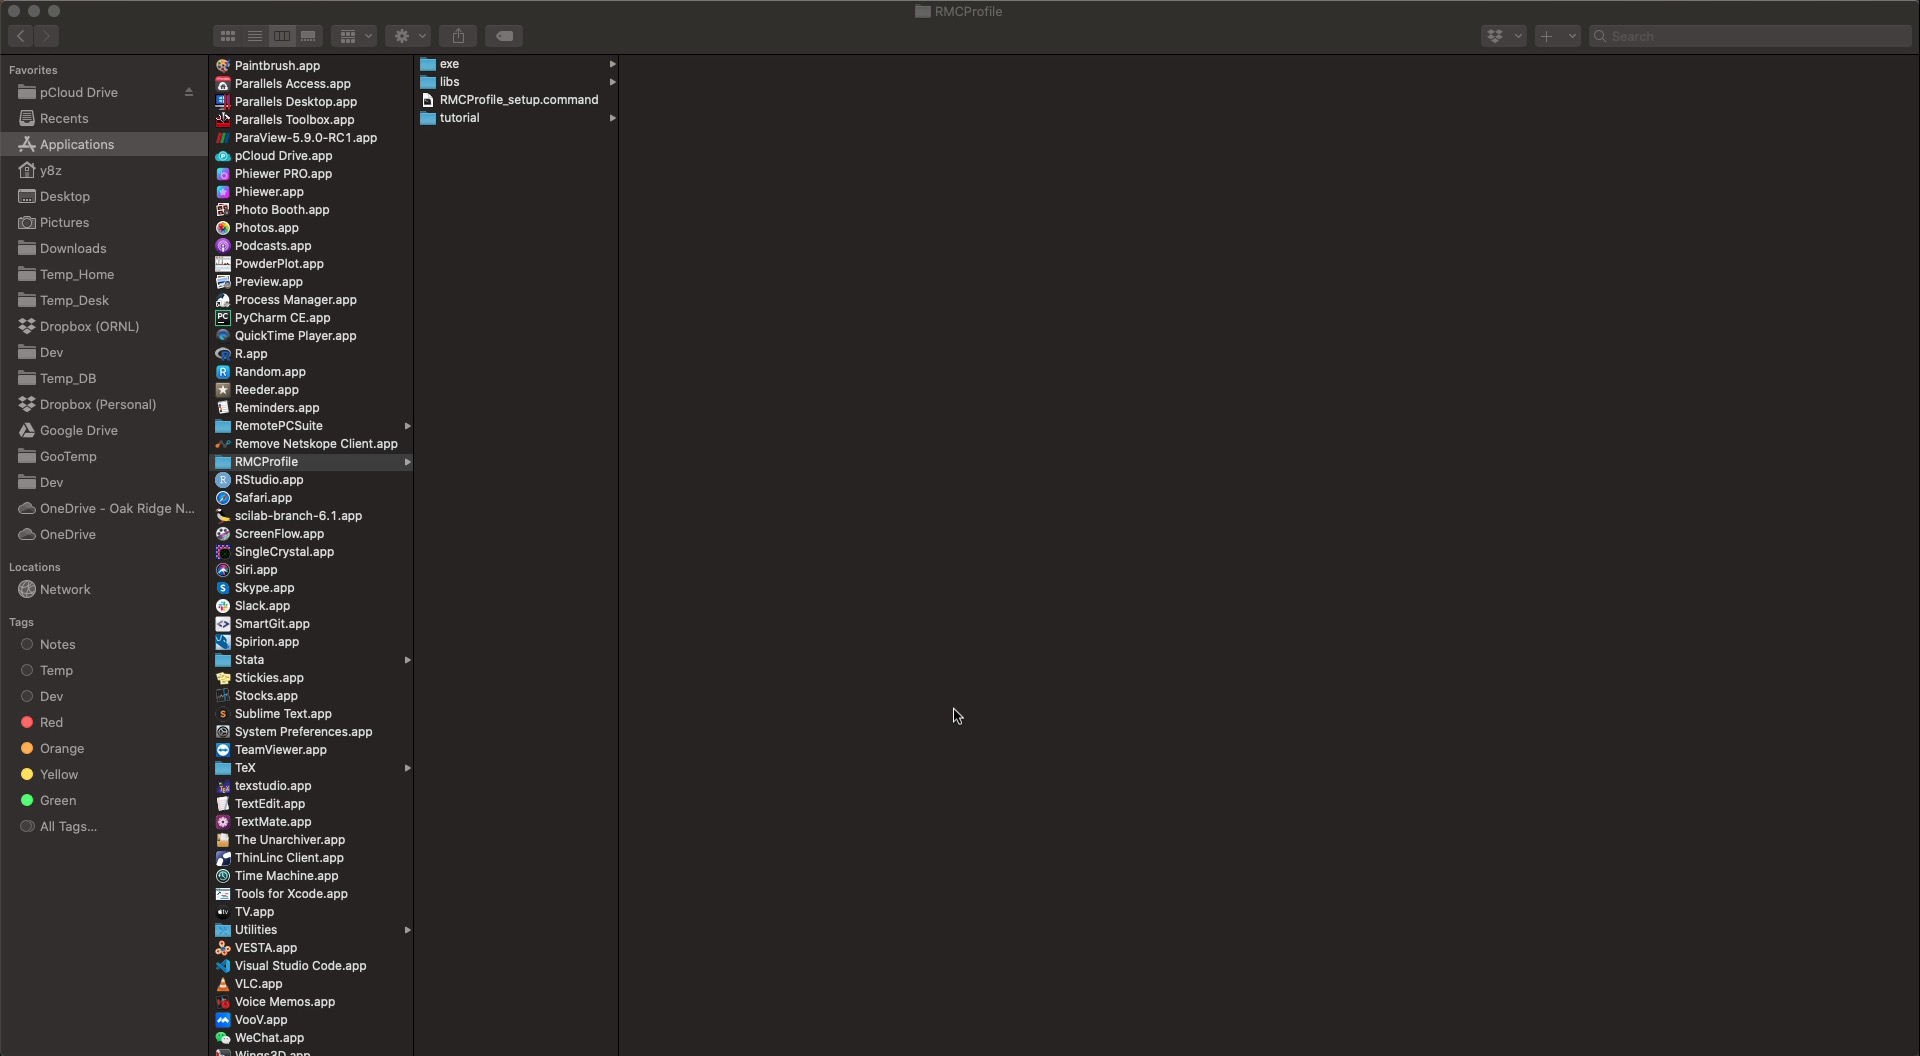 RMCProfile
Search
Favorites
pCloud Drive
Recents
Applications
y8z
Desktop
Pictures
Downloads
Temp_Home
Temp_Desk
Dropbox (ORNL)
Dev
Temp_DB
Dropbox (Personal)
Google Drive
GooTemp
Dev
OneDrive - Oak Ridge N...
OneDrive
Locations
Network
Tags
Notes
Temp
Dev
Red
Orange
Yellow
Green
All Tags...
Paintbrush.app
Parallels Access.app
Parallels Desktop.app
Parallels Toolbox.app
ParaView-5.9.0-RC1.app
pCloud Drive.app
Phiewer PRO.app
Phiewer.app
Photo Booth.app
Photos.app
Podcasts.app
PowderPlot.app
Preview.app
Process Manager.app
PyCharm CE.app
QuickTime Player.app
R.app
Random.app
Reeder.app
Reminders.app
RemotePCSuite
Remove Netskope Client.app
RMCProfile
RStudio.app
Safari.app
scilab-branch-6.1.app
ScreenFlow.app
SingleCrystal.app
Siri.app
Skype.app
Slack.app
SmartGit.app
Spirion.app
Stata
Stickies.app
Stocks.app
Sublime Text.app
System Preferences.app
TeamViewer.app
TeX
texstudio.app
TextEdit.app
TextMate.app
The Unarchiver.app
ThinLinc Client.app
Time Machine.app
Tools for Xcode.app
TV.app
Utilities
VESTA.app
Visual Studio Code.app
VLC.app
Voice Memos.app
VooV.app
WeChat.app
Wings3D.app
exe
libs
RMCProfile_setup.command
tutorial